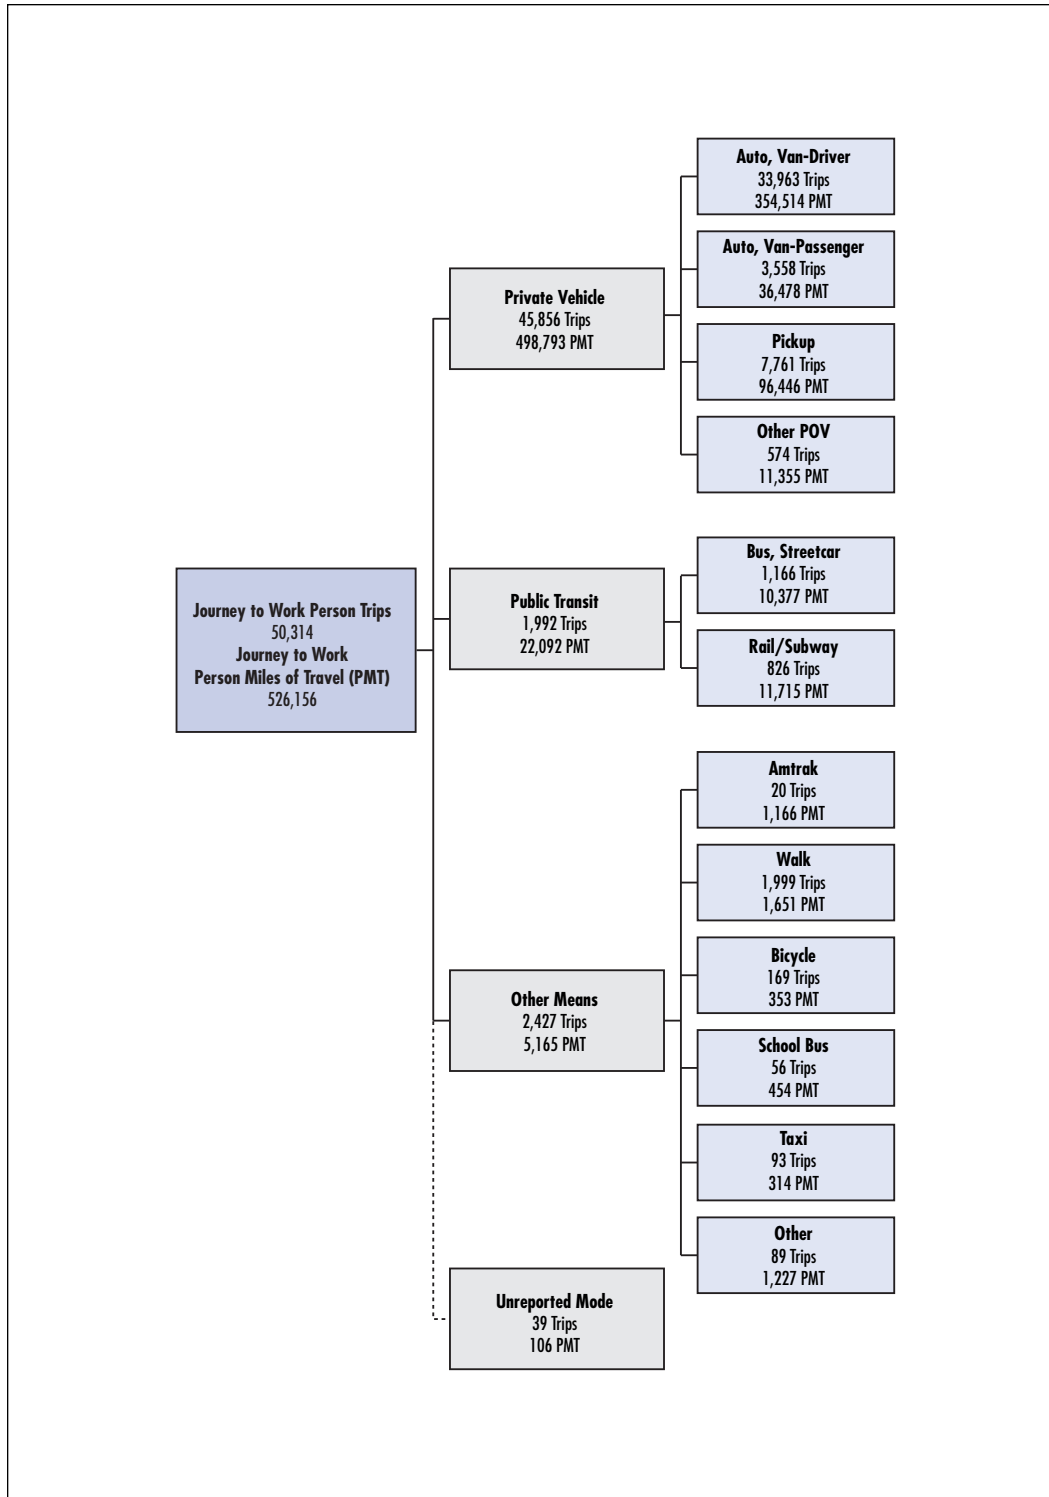 Journey to Work Person Trips
50,314
Journey to Work
Person Miles of Travel (PMT)
526,156
Private Vehicle
45,856 Trips
498,793 PMT
Auto, Van-Driver
33,963 Trips
354,514 PMT
Auto, Van-Passenger
3,558 Trips
36,478 PMT
Pickup
7,761 Trips
96,446 PMT
Other POV
574 Trips
11,355 PMT
Public Transit
1,992 Trips
22,092 PMT
Bus, Streetcar
1,166 Trips
10,377 PMT
Rail/Subway
826 Trips
11,715 PMT
Other Means
2,427 Trips
5,165 PMT
Amtrak
20 Trips
1,166 PMT
Walk
1,999 Trips
1,651 PMT
Bicycle
169 Trips
353 PMT
School Bus
56 Trips
454 PMT
Taxi
93 Trips
314 PMT
Other
89 Trips
1,227 PMT
Unreported Mode
39 Trips
106 PMT